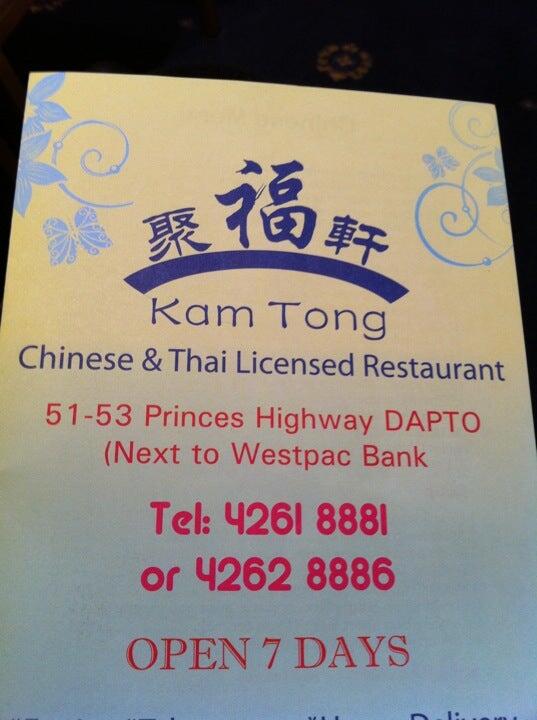 聚福軒
Kam Tong
Chinese & Thai Licensed Restaurant
51-53 Princes Highway DAPTO
(Next to Westpac Bank
Tel: 4261 8881
or 4262 8886
OPEN 7 DAYS
Delivery